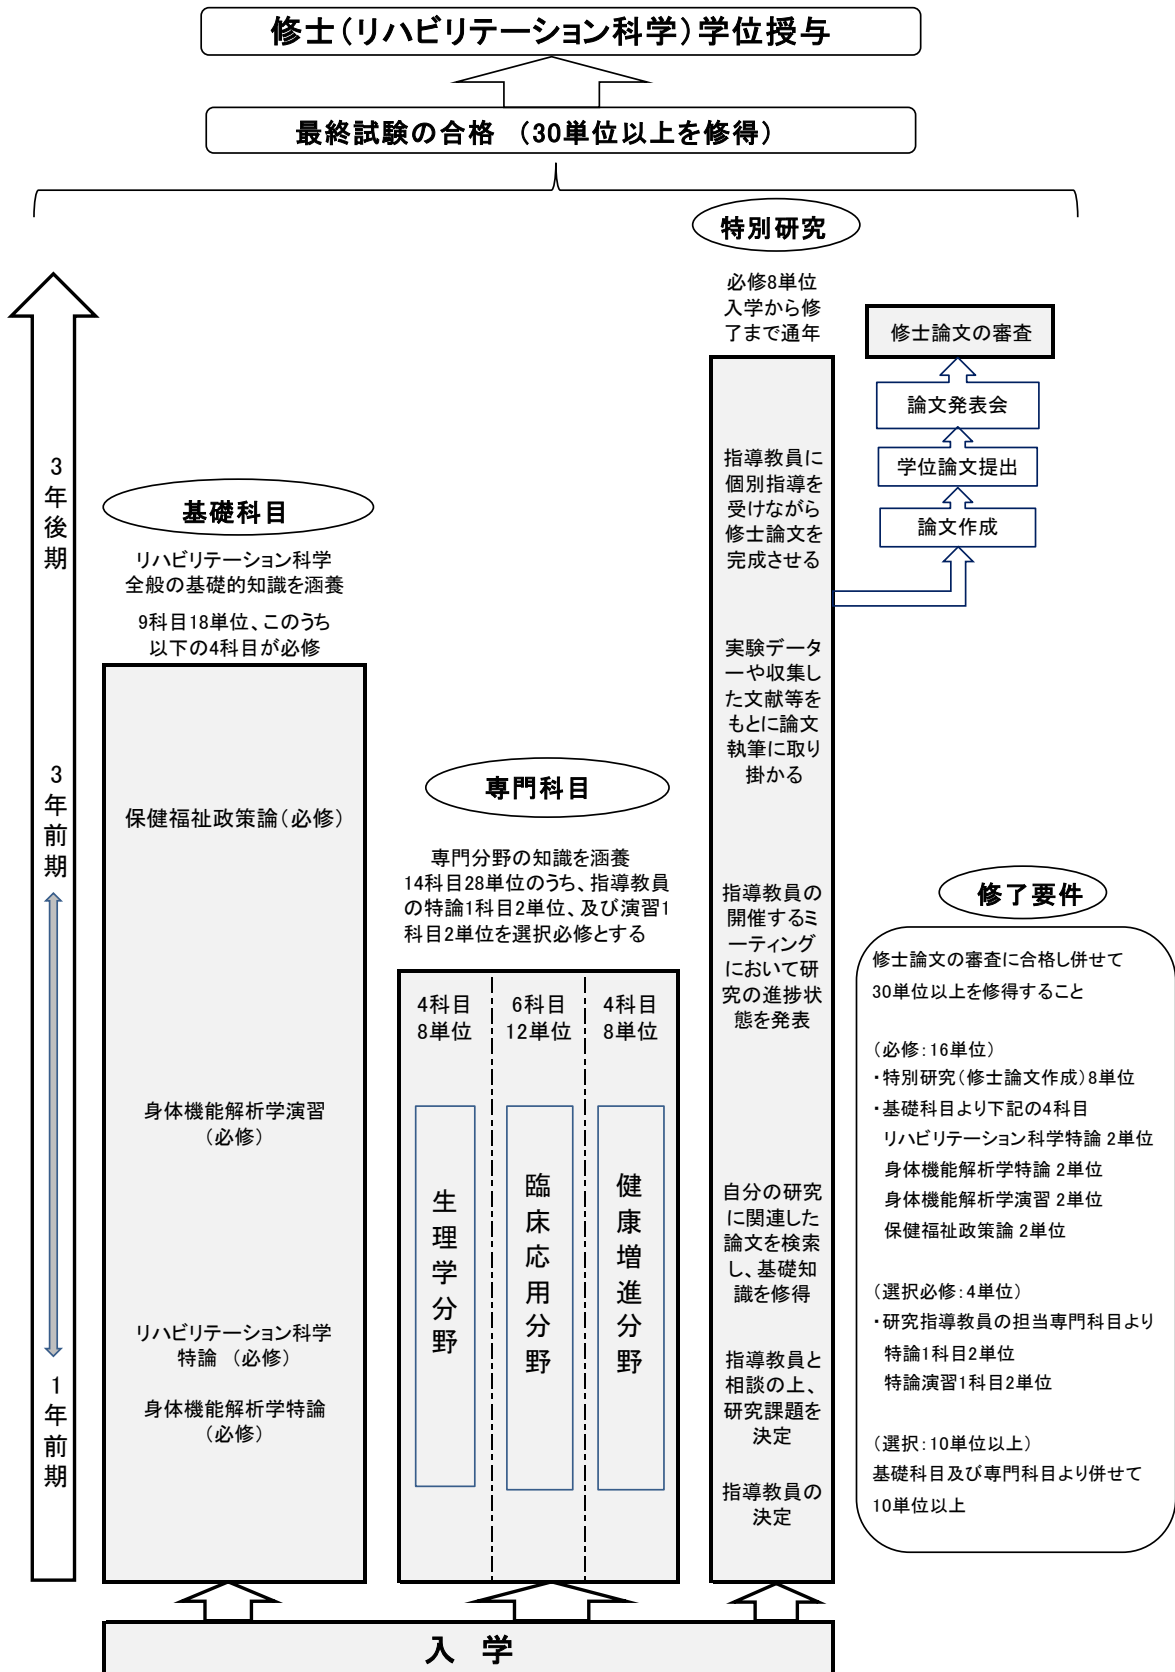 修士(リハビリテーション科学)学位授与
最終試験の合格 (30単位以上を修得)
特別研究
必修8単位
入学から修
了まで通年
修士論文の審査
論文発表会
学位論文提出
論文作成
指導教員に
個別指導を
受けながら
修士論文を
完成させる
実験データ
ーや収集し
た文献等を
もとに論文
執筆に取り
掛かる
指導教員の
開催するミ
ーティング
において研
究の進捗状
態を発表
自分の研究
に関連した
論文を検索
し、基礎知
識を修得
指導教員と
相談の上、
研究課題を
決定
指導教員の
決定
3年後期
3年前期
1年前期
基礎科目
リハビリテーション科学
全般の基礎的知識を涵養
9科目18単位、このうち
以下の4科目が必修
保健福祉政策論(必修)
身体機能解析学演習
(必修)
リハビリテーション科学
特論 (必修)
身体機能解析学特論
(必修)
専門科目
専門分野の知識を涵養
14科目28単位のうち、指導教員
の特論1科目2単位、及び演習1
科目2単位を選択必修とする
4科目
8単位
6科目
12単位
4科目
8単位
生理学分野
臨床応用分野
健康増進分野
修了要件
修士論文の審査に合格し併せて
30単位以上を修得すること
(必修:16単位)
・特別研究(修士論文作成)8単位
・基礎科目より下記の4科目
リハビリテーション科学特論 2単位
身体機能解析学特論 2単位
身体機能解析学演習 2単位
保健福祉政策論 2単位
(選択必修:4単位)
・研究指導教員の担当専門科目より
特論1科目2単位
特論演習1科目2単位
(選択:10単位以上)
基礎科目及び専門科目より併せて
10単位以上
入 学